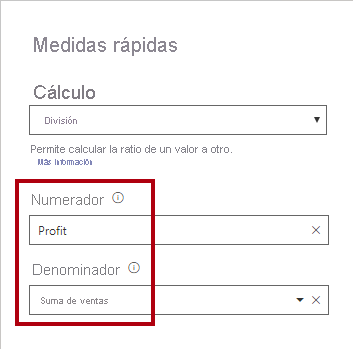 Medidas rápidas
Cálculo
División
Permite calcular la ratio de un valor a otro.
Más información
Numerador
Profit
Denominador
Suma de ventas